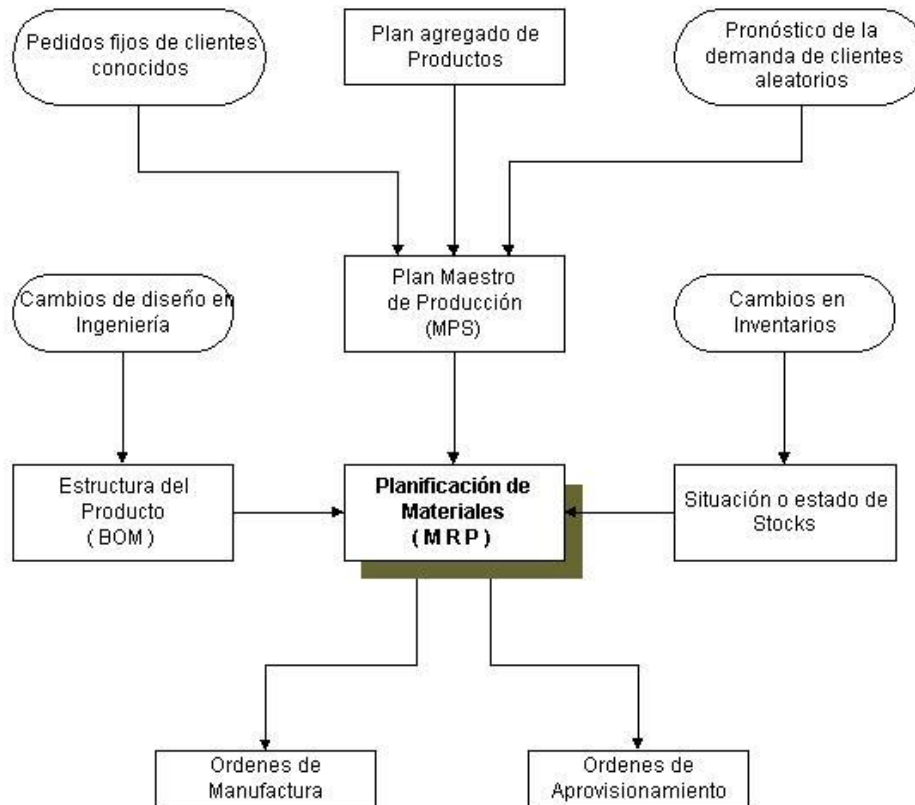 Pedidos fijos de clientes
conocidos
Plan agregado de
Productos
Pronóstico de la
demanda de clientes
aleatorios
Plan Maestro
de Producción
(MPS)
Cambios de diseño en
Ingeniería
Cambios en
Inventarios
Estructura del
Producto
( BOM )
Planificación de
Materiales
( M R P )
Situación o estado de
Stocks
Ordenes de
Manufactura
Ordenes de
Aprovisionamiento